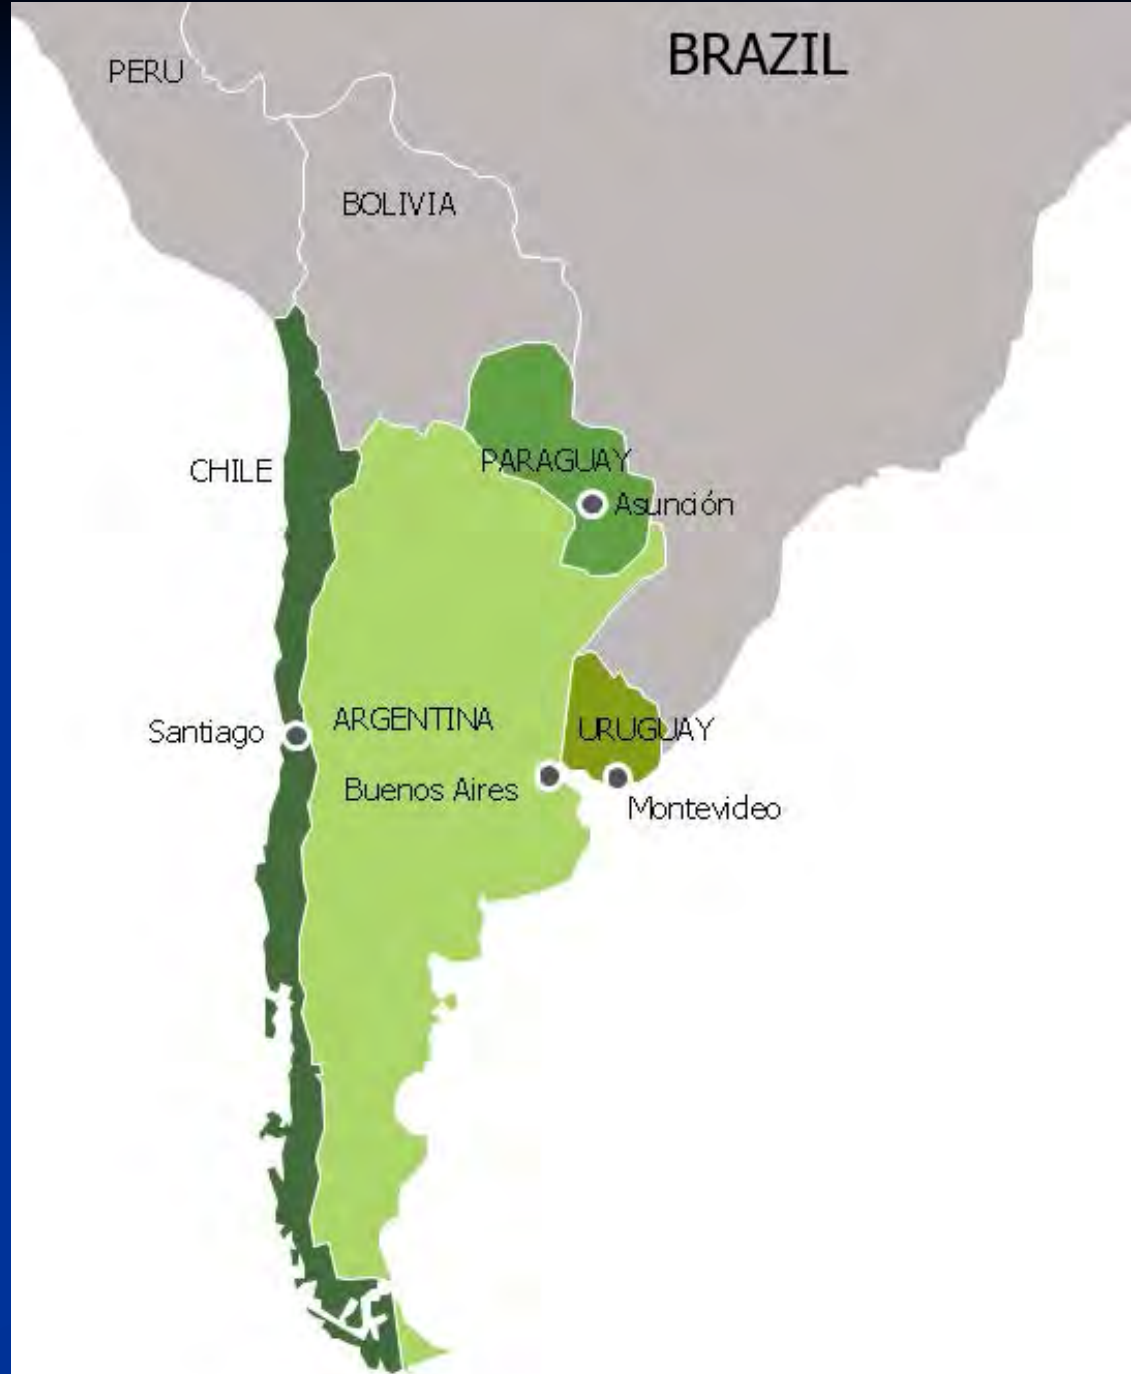 BRAZIL
PERU
BOLIVIA
PARAGUAY
CHILE
Asunción
ARGENTINA
URUGUAY
Santiago
Buenos Aires
Montevideo